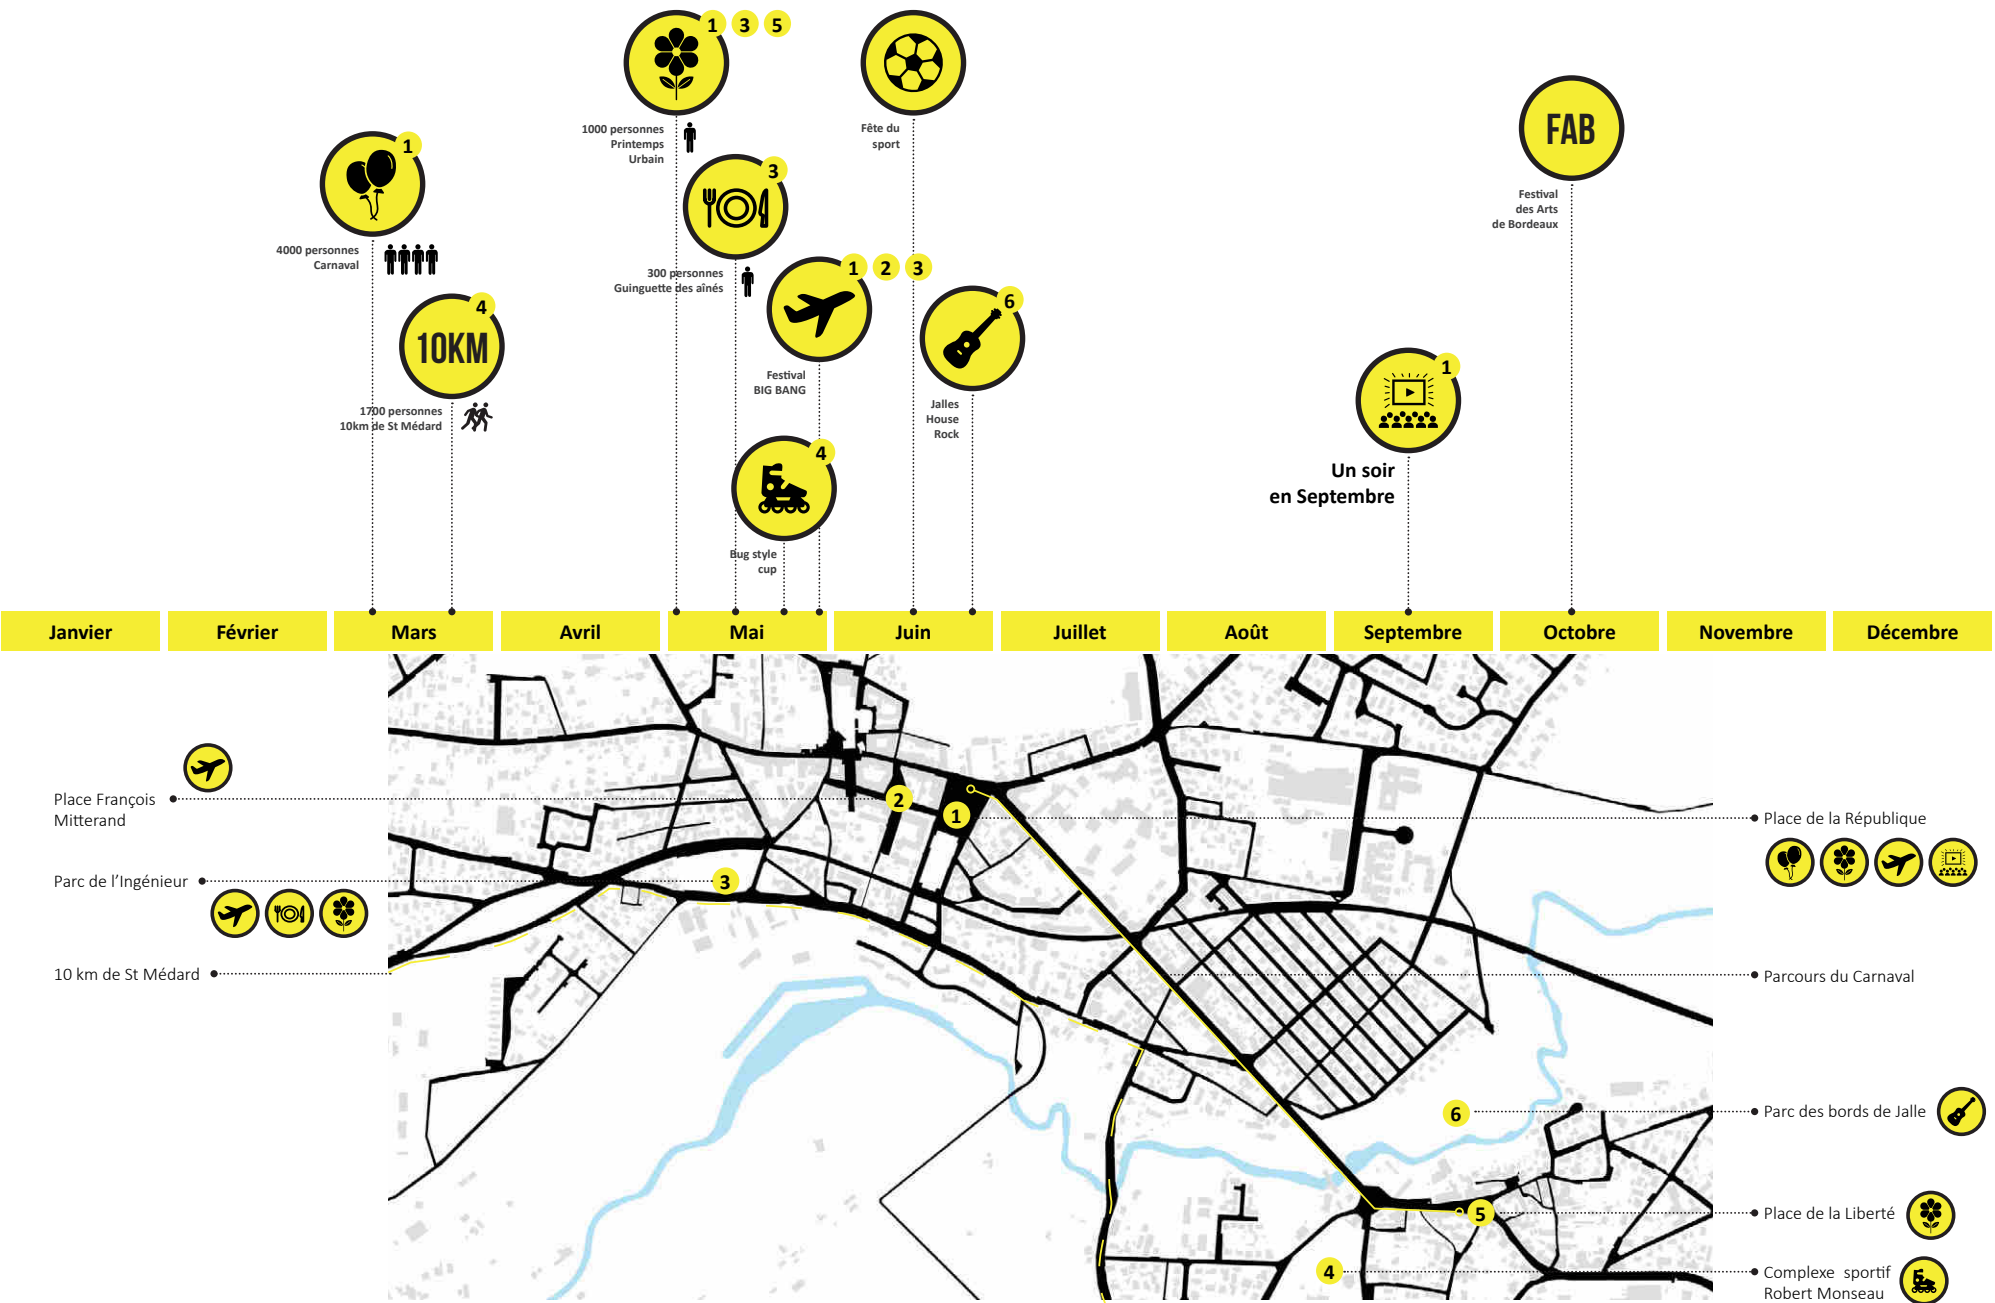 1 3 5
1000 personnes
Printemps
Urbain
Fête du
sport
FAB
Festival
des Arts
de Bordeaux
1
4000 personnes
Carnaval
3
300 personnes
Guinguette des aînés
4
10KM
1700 personnes
10km de St Médard
1 2 3
Festival
BIG BANG
6
Jalles
House
Rock
4
Bug style
cup
1
Un soir
en Septembre
Janvier
Février
Mars
Avril
Mai
Juin
Juillet
Août
Septembre
Octobre
Novembre
Décembre
Place François
Mitterand
Parc de l'Ingénieur
10 km de St Médard
2
1
3
6
5
4
Place de la République
Parcours du Carnaval
Parc des bords de Jalle
Place de la Liberté
Complexe sportif
Robert Monseau